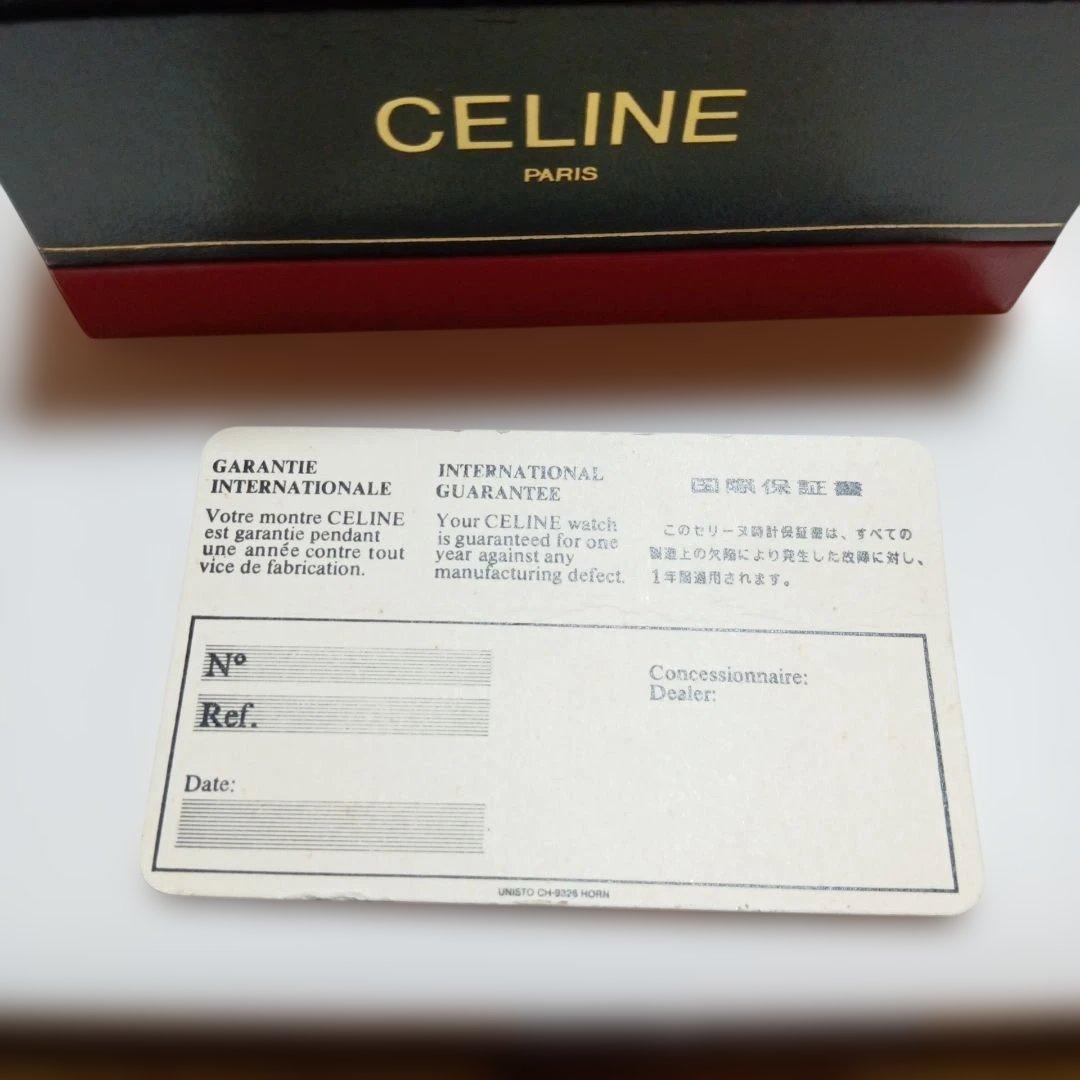 CELINE
PARIS
GARANTIE
INTERNATIONALE
Votre montre CELINE
est garantie pendant
une année contre tout
vice de fabrication.
INTERNATIONAL
GUARANTEE
Your CELINE watch
is guaranteed for one
year against any
manufacturing defect.
国際保証書
このセリーヌ時計保証書は、すべての
製造上の欠陥により発生した故障に対し、
1年間適用されます。
Nº
Ref.
Date:
Concessionnaire:
Dealer:
UNISTO CH-9326 HORN